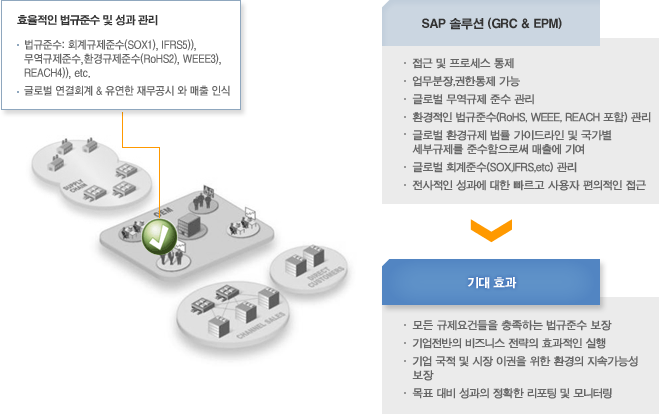 효율적인 법규준수 및 성과 관리
· 법규준수: 회계규제준수(SOX1), IFRS5)),
무역규제준수,환경규제준수(RoHS2), WEEE3),
REACH4)), etc.
· 글로벌 연결회계 & 유연한 재무공시 와 매출 인식
SUPPLY
CHAIN
OEM
DIRECT
CUSTOMERS
CHANNEL SALES
SAP 솔루션 (GRC & EPM)
· 접근 및 프로세스 통제
· 업무분장,권한통제 가능
· 글로벌 무역규제 준수 관리
· 환경적인 법규준수(RoHS, WEEE, REACH 포함) 관리
· 글로벌 환경규제 법률 가이드라인 및 국가별
세부규제를 준수함으로써 매출에 기여
· 글로벌 회계준수(SOX,IFRS,etc) 관리
· 전사적인 성과에 대한 빠르고 사용자 편의적인 접근
기대 효과
· 모든 규제요건들을 충족하는 법규준수 보장
· 기업전반의 비즈니스 전략의 효과적인 실행
· 기업 국적 및 시장 이권을 위한 환경의 지속가능성
보장
· 목표 대비 성과의 정확한 리포팅 및 모니터링